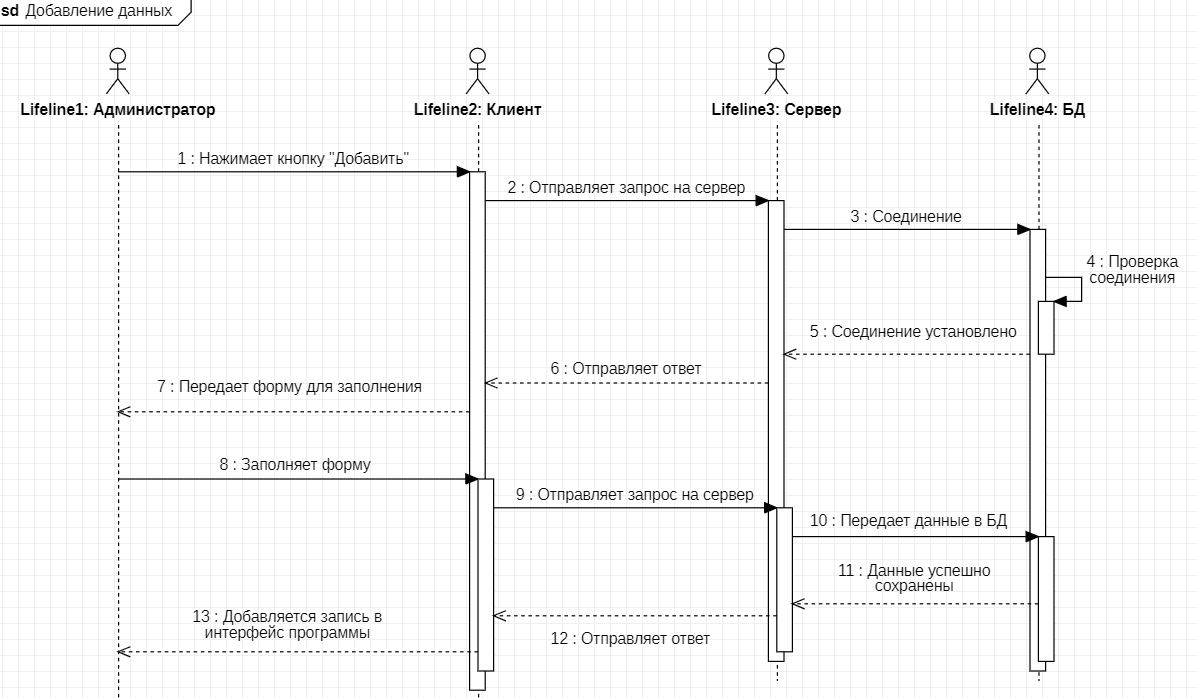 sd Добавление данных
Lifeline1: Администратор
Lifeline2: Клиент
Lifeline3: Сервер
Lifeline4: БД
1 : Нажимает кнопку "Добавить"
2 : Отправляет запрос на сервер
3 : Соединение
4 : Проверка
соединения
5 : Соединение установлено
6 : Отправляет ответ
7 : Передает форму для заполнения
8 : Заполняет форму
9 : Отправляет запрос на сервер
10 : Передает данные в БД
11 : Данные успешно
сохранены
12 : Отправляет ответ
13 : Добавляется запись в
интерфейс программы